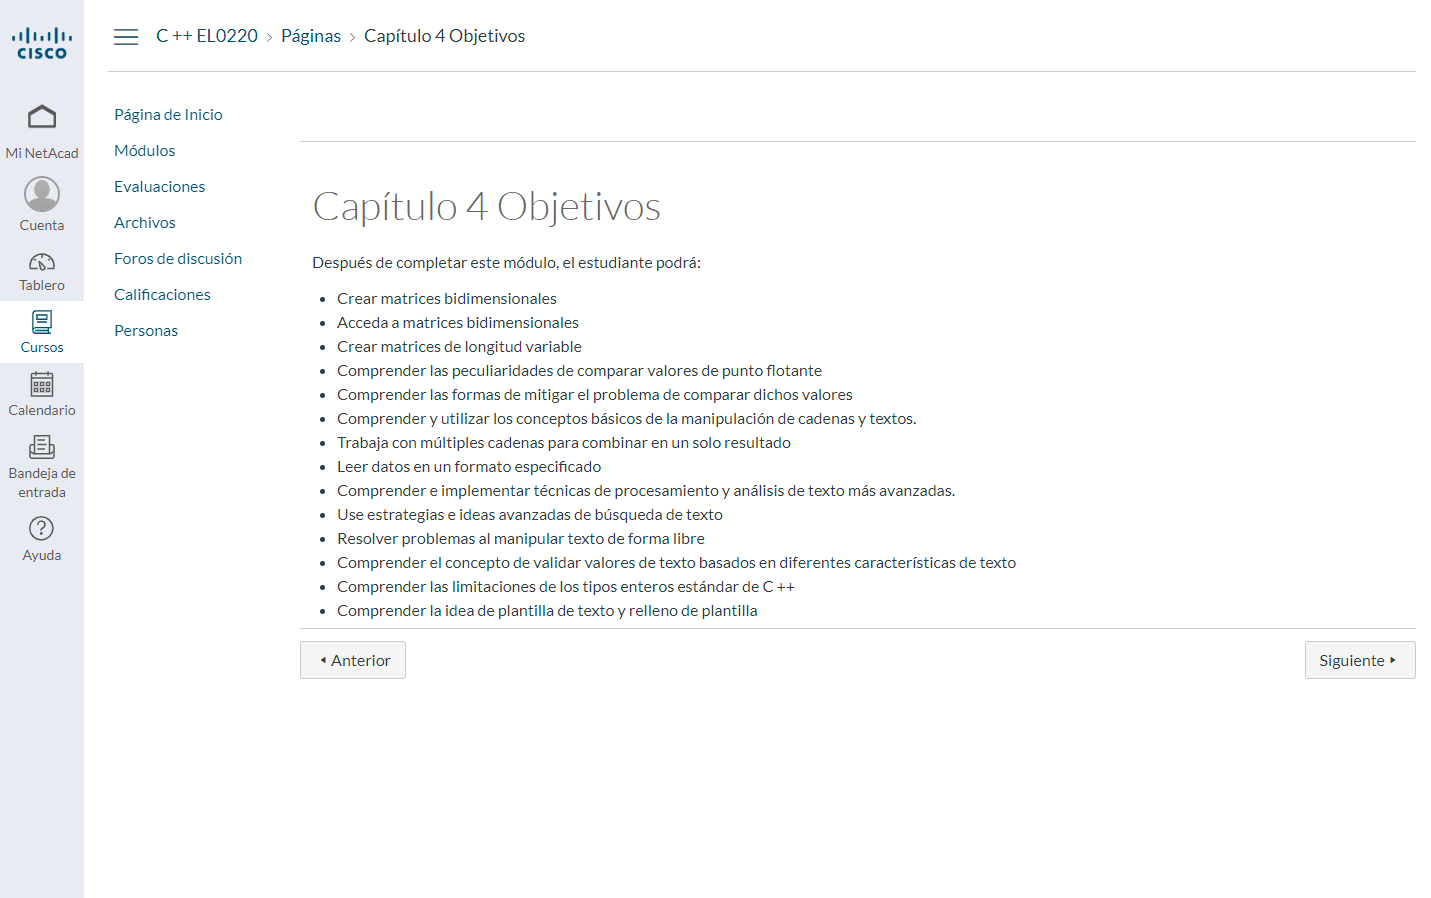 CISCO
C ++ EL0220 › Páginas › Capítulo 4 Objetivos
Mi NetAcad
Cuenta
Tablero
Cursos
Calendario
Bandeja de
entrada
Ayuda
Página de Inicio
Módulos
Evaluaciones
Archivos
Foros de discusión
Calificaciones
Personas
Capítulo 4 Objetivos
Después de completar este módulo, el estudiante podrá:
• Crear matrices bidimensionales
• Acceda a matrices bidimensionales
• Crear matrices de longitud variable
• Comprender las peculiaridades de comparar valores de punto flotante
• Comprender las formas de mitigar el problema de comparar dichos valores
• Comprender y utilizar los conceptos básicos de la manipulación de cadenas y textos.
• Trabaja con múltiples cadenas para combinar en un solo resultado
• Leer datos en un formato especificado
• Comprender e implementar técnicas de procesamiento y análisis de texto más avanzadas.
• Use estrategias e ideas avanzadas de búsqueda de texto
• Resolver problemas al manipular texto de forma libre
• Comprender el concepto de validar valores de texto basados en diferentes características de texto
• Comprender las limitaciones de los tipos enteros estándar de C ++
• Comprender la idea de plantilla de texto y relleno de plantilla
Anterior
Siguiente